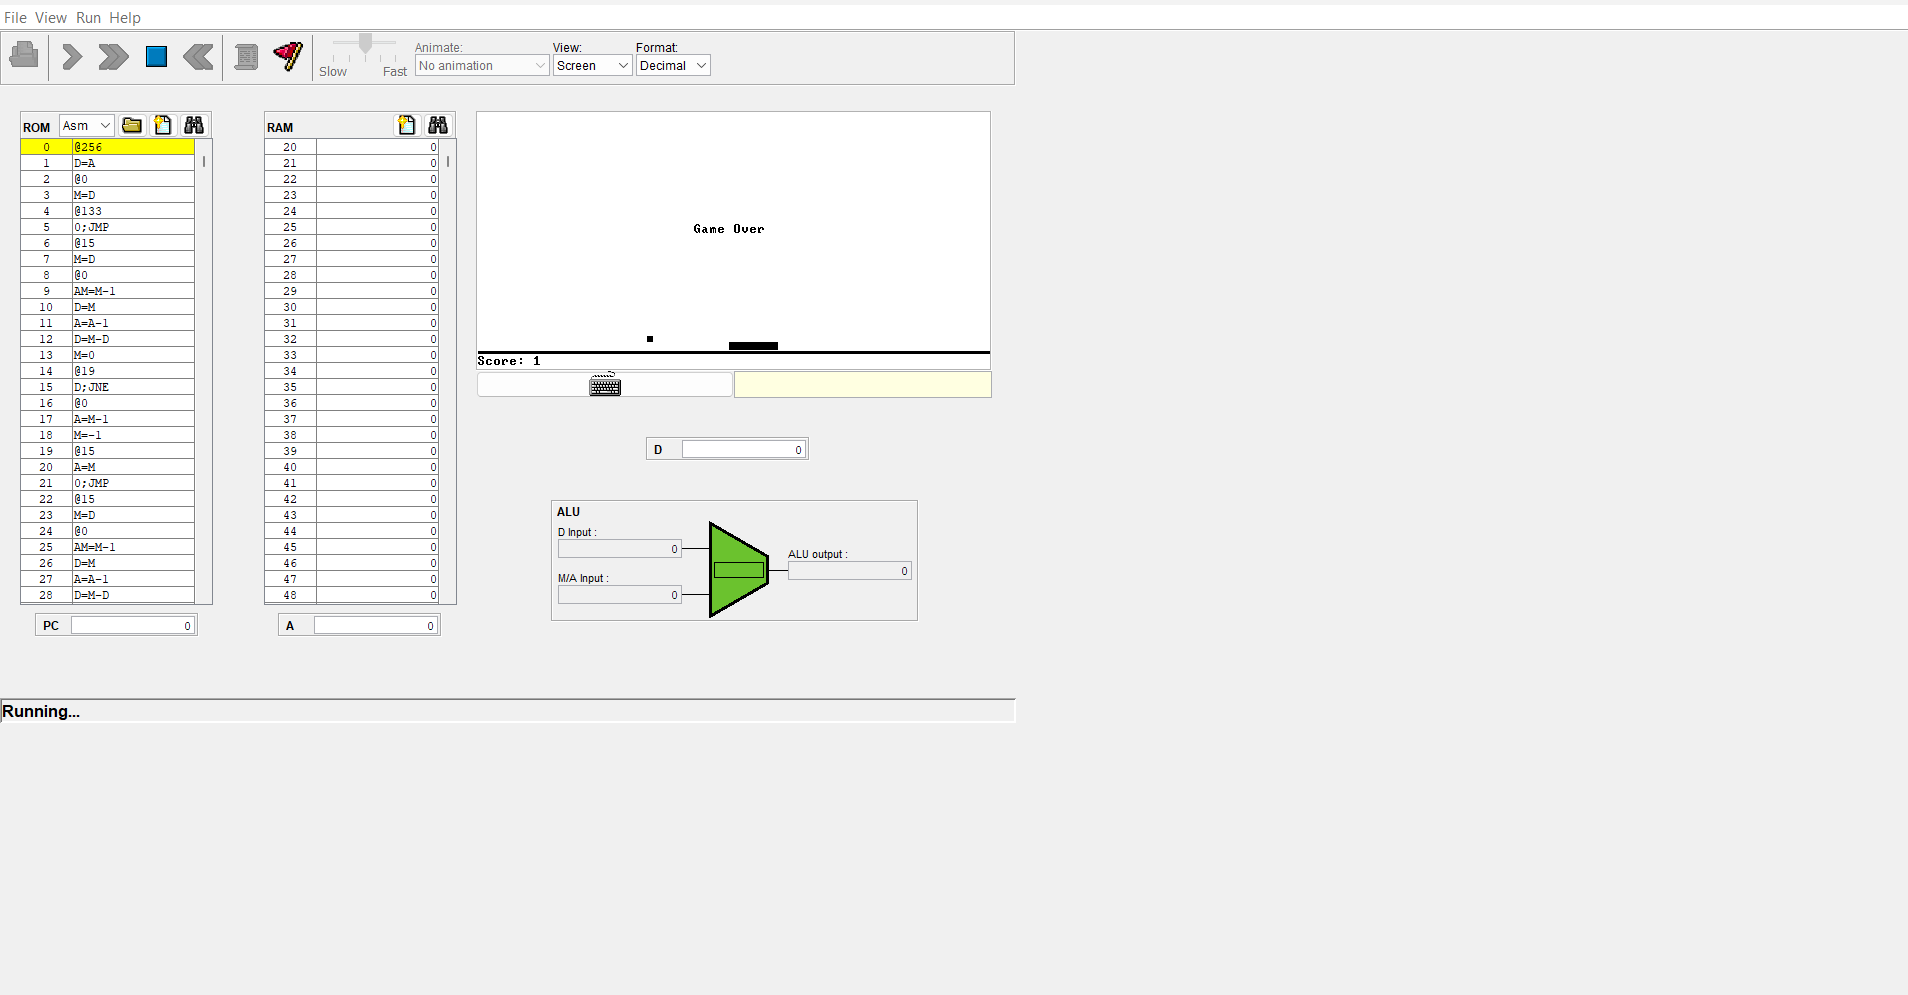 File View Run Help
Slow Fast
Animate: View: Format:
No animation Screen Decimal
ROM Asm
0 @256
1 D=A
2 @0
3 M=D
4 @133
5 0;JMP
6 @15
7 M=D
8 @0
9 AM=M-1
10 D=M
11 A=A-1
12 D=M-D
13 M=0
14 @19
15 D;JNE
16 @0
17 A=M-1
18 M=-1
19 @15
20 A=M
21 0;JMP
22 @15
23 M=D
24 @0
25 AM=M-1
26 D=M
27 A=A-1
28 D=M-D
PC 0
RAM
20 0
21 0
22 0
23 0
24 0
25 0
26 0
27 0
28 0
29 0
30 0
31 0
32 0
33 0
34 0
35 0
36 0
37 0
38 0
39 0
40 0
41 0
42 0
43 0
44 0
45 0
46 0
47 0
48 0
A 0
Game Over
Score: 1
D 0
ALU
D Input :
0
M/A Input :
0
ALU output :
0
Running...